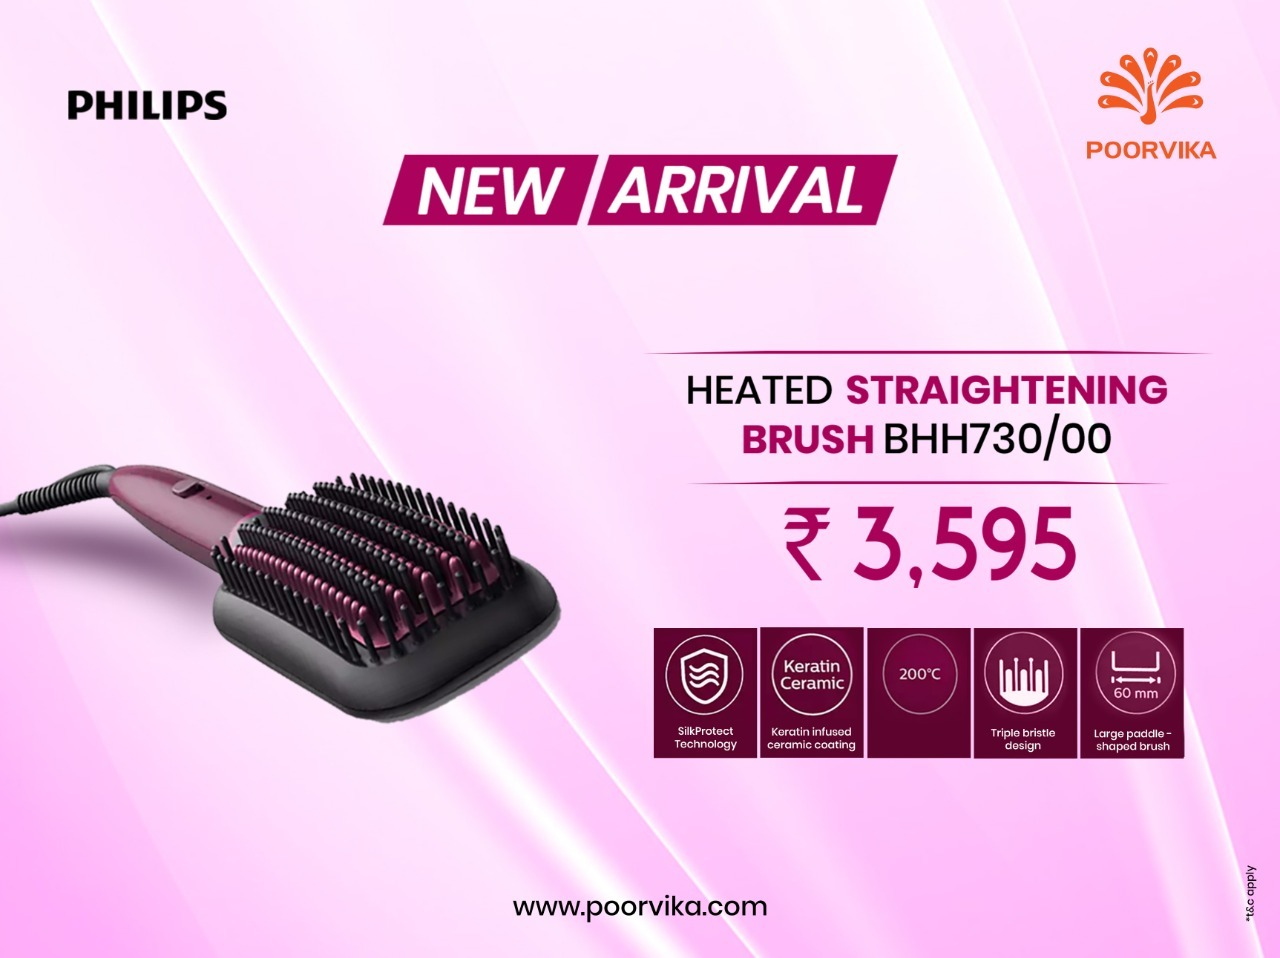 PHILIPS
POORVIKA
NEW ARRIVAL
HEATED STRAIGHTENING
BRUSH BHH730/00
₹ 3,595
SilkProtect
Technology
Keratin
Ceramic
Keratin infused
ceramic coating
200°C
Triple bristle
design
60 mm
Large paddle -
shaped brush
www.poorvika.com
*t&c apply